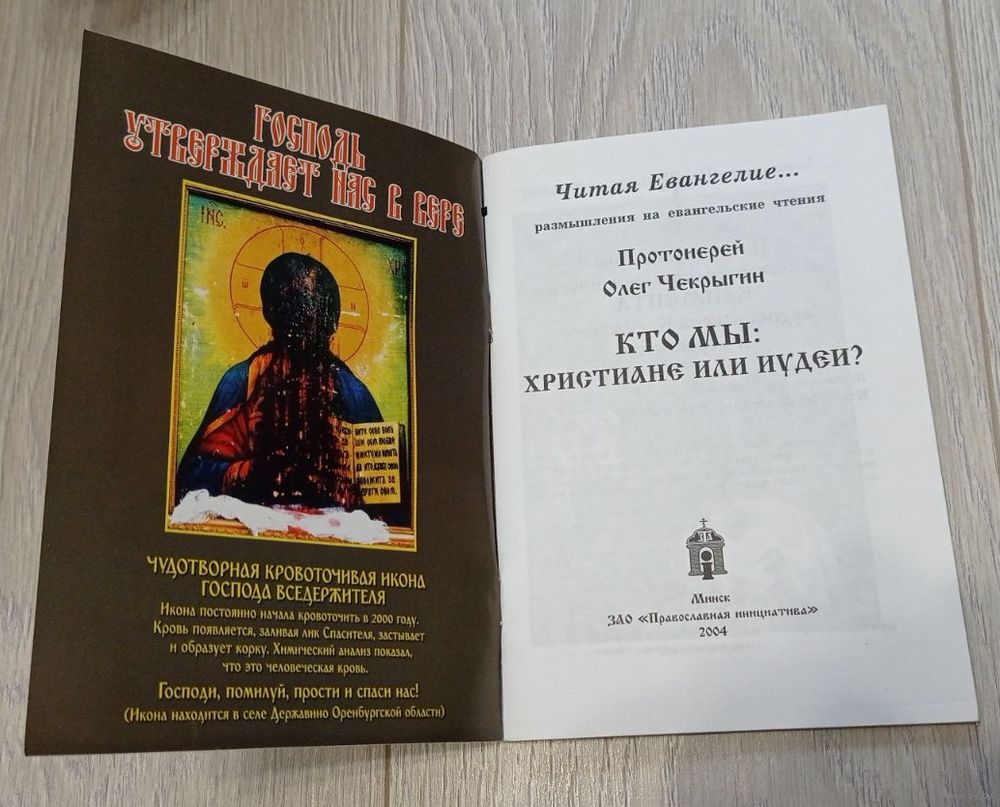 ГОСПОДЬ
УТВЕРЖДАЕТ НАС В ВЕРЕ
ЧУДОТВОРНАЯ КРОВОТОЧИВАЯ ИКОНА
ГОСПОДА ВСЕДЕРЖИТЕЛЯ
Икона постоянно начала кровоточить в 2000 году.
Кровь появляется, заливая лик Спасителя, застывает
и образует корку. Химический анализ показал,
что это человеческая кровь.
Господи, помилуй, прости и спаси нас!
(Икона находится в селе Державино Оренбургской области)
Читая Евангелие...
размышления на евангельские чтения
Протоиерей
Олег Чекрыгин
КТО МЫ:
ХРИСТИАНЕ ИЛИ ИУДЕИ?
Минск
ЗАО «Православная инициатива»
2004